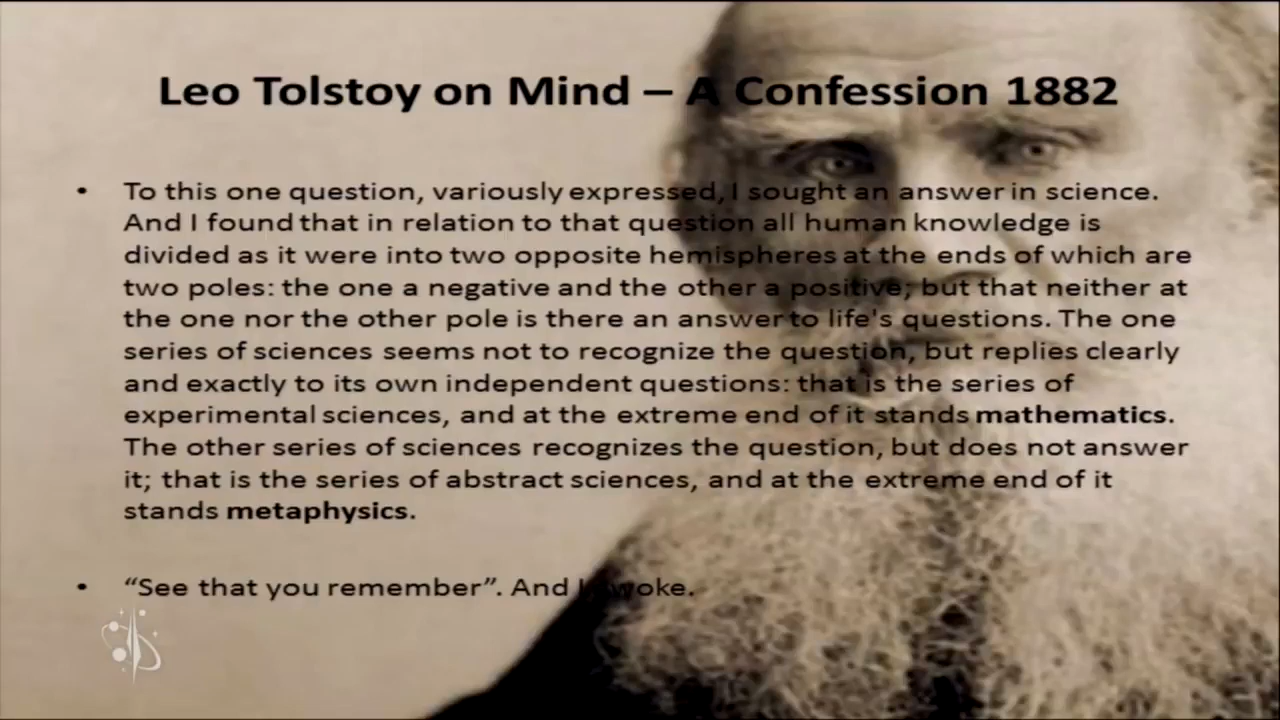 Leo Tolstoy on Mind – A Confession 1882
• To this one question, variously expressed, I sought an answer in science.
And I found that in relation to that question all human knowledge is
divided as it were into two opposite hemispheres at the ends of which are
two poles: the one a negative and the other a positive; but that neither at
the one nor the other pole is there an answer to life's questions. The one
series of sciences seems not to recognize the question, but replies clearly
and exactly to its own independent questions: that is the series of
experimental sciences, and at the extreme end of it stands mathematics.
The other series of sciences recognizes the question, but does not answer
it; that is the series of abstract sciences, and at the extreme end of it
stands metaphysics.
• “See that you remember”. And I